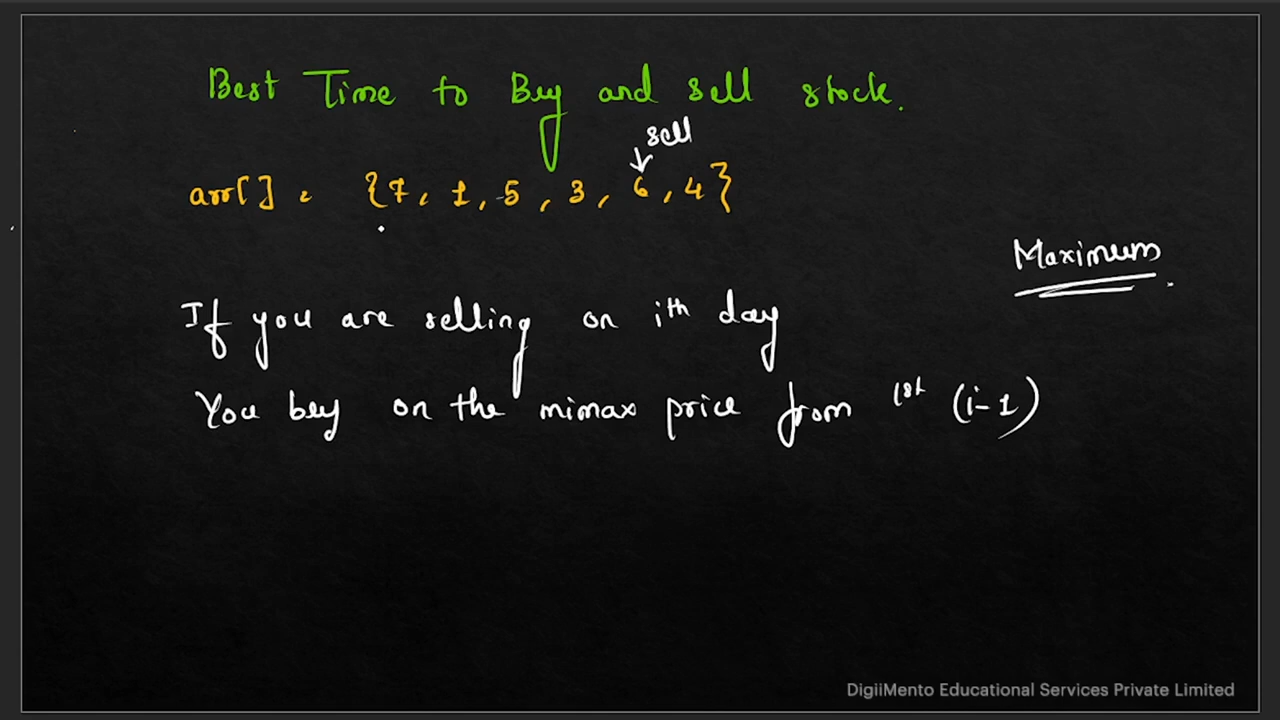 Best Time to Buy and sell stock.
sell
arr[] = {7, 1, 5, 3, 6, 4}
Maximum
If you are selling on ith day
You buy on the mimax price from 1st (i-1)
DigiiMento Educational Services Private Limited